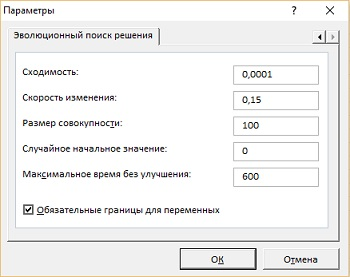 Параметры
Эволюционный поиск решения
Сходимость: 0,0001
Скорость изменения: 0,15
Размер совокупности: 100
Случайное начальное значение: 0
Максимальное время без улучшения: 600
Обязательные границы для переменных
ОК Отмена